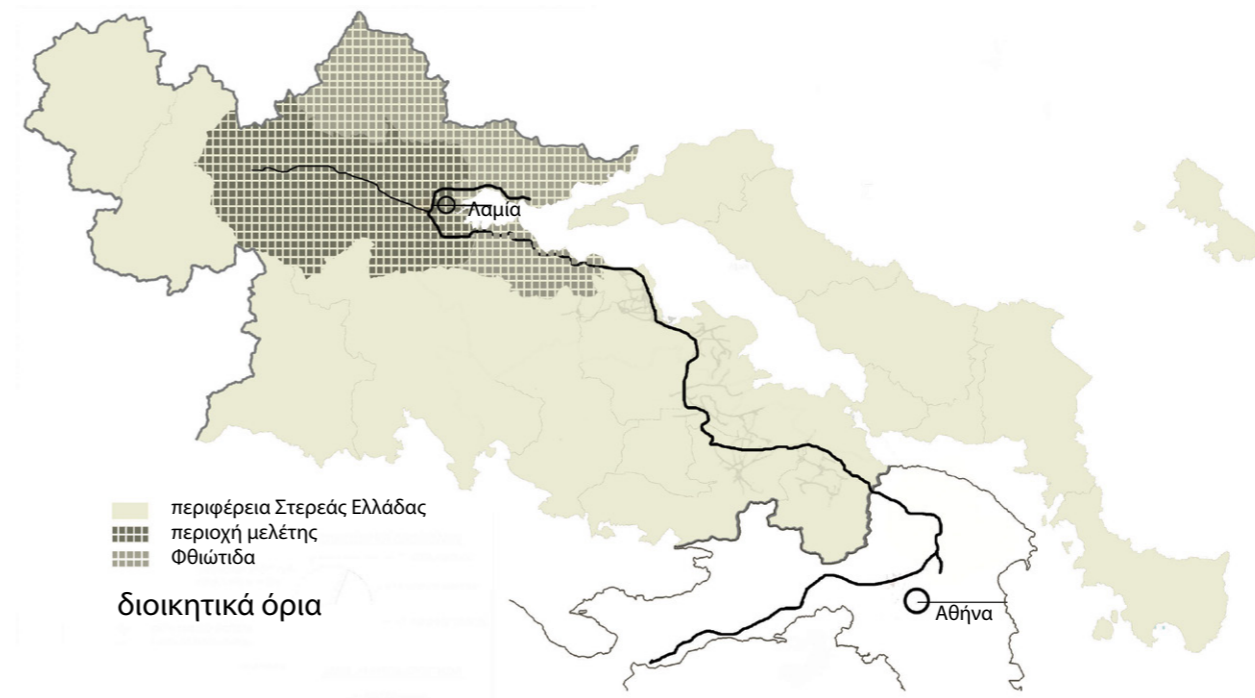 Λαμία
περιφέρεια Στερεάς Ελλάδας
περιοχή μελέτης
Φθιώτιδα
διοικητικά όρια
Αθήνα